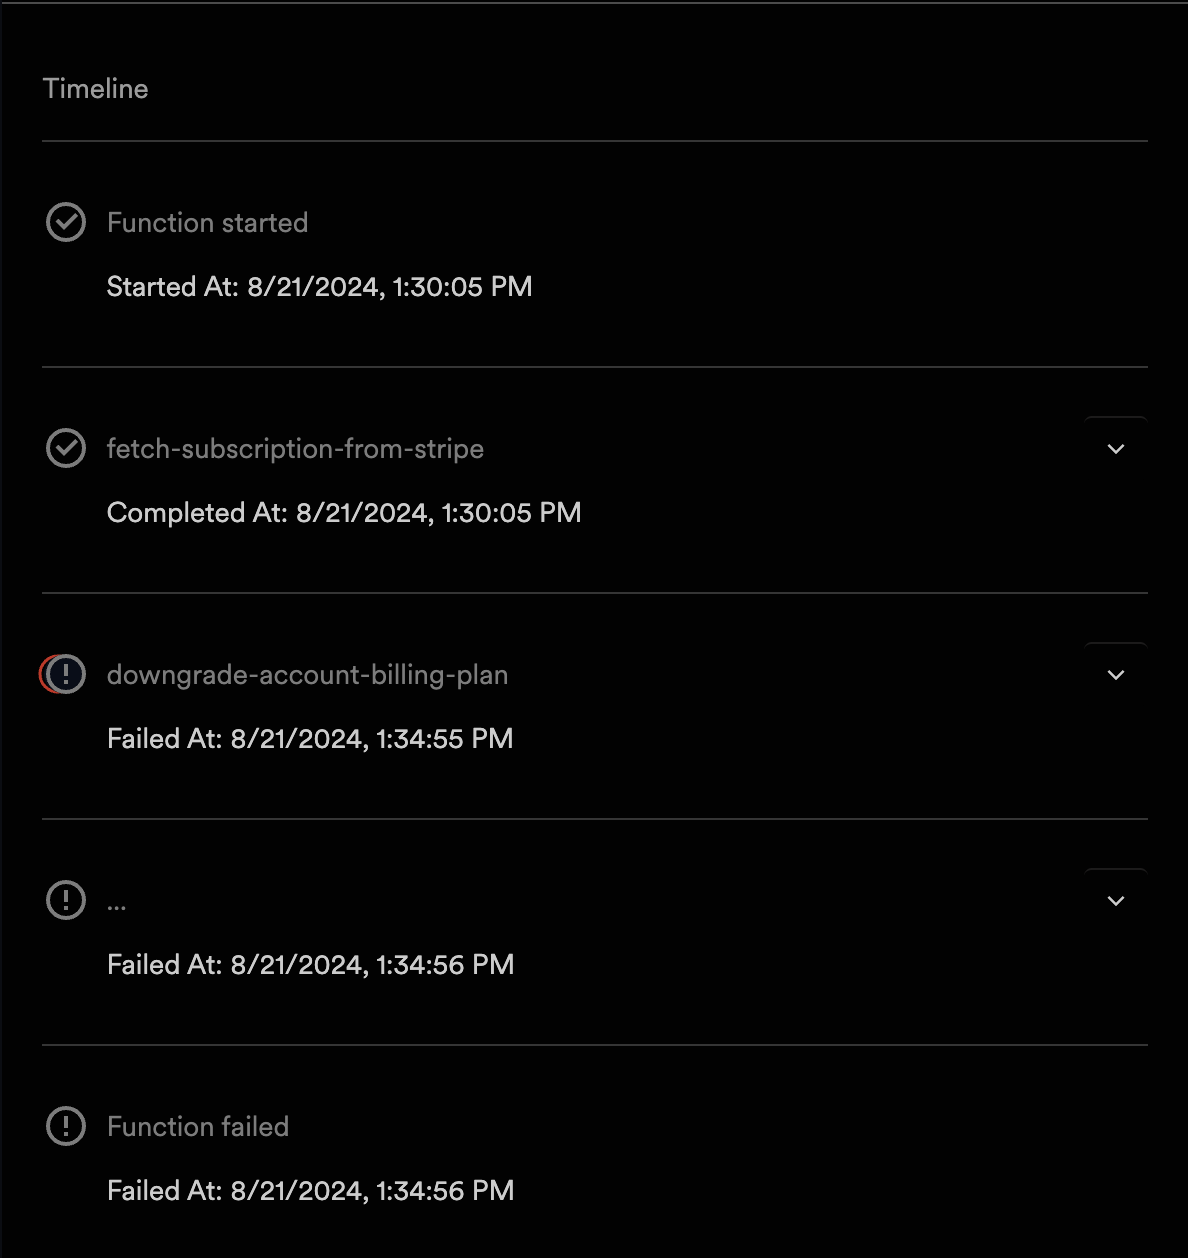 Timeline
Function started
Started At: 8/21/2024, 1:30:05 PM
fetch-subscription-from-stripe
Completed At: 8/21/2024, 1:30:05 PM
downgrade-account-billing-plan
Failed At: 8/21/2024, 1:34:55 PM
...
Failed At: 8/21/2024, 1:34:56 PM
Function failed
Failed At: 8/21/2024, 1:34:56 PM